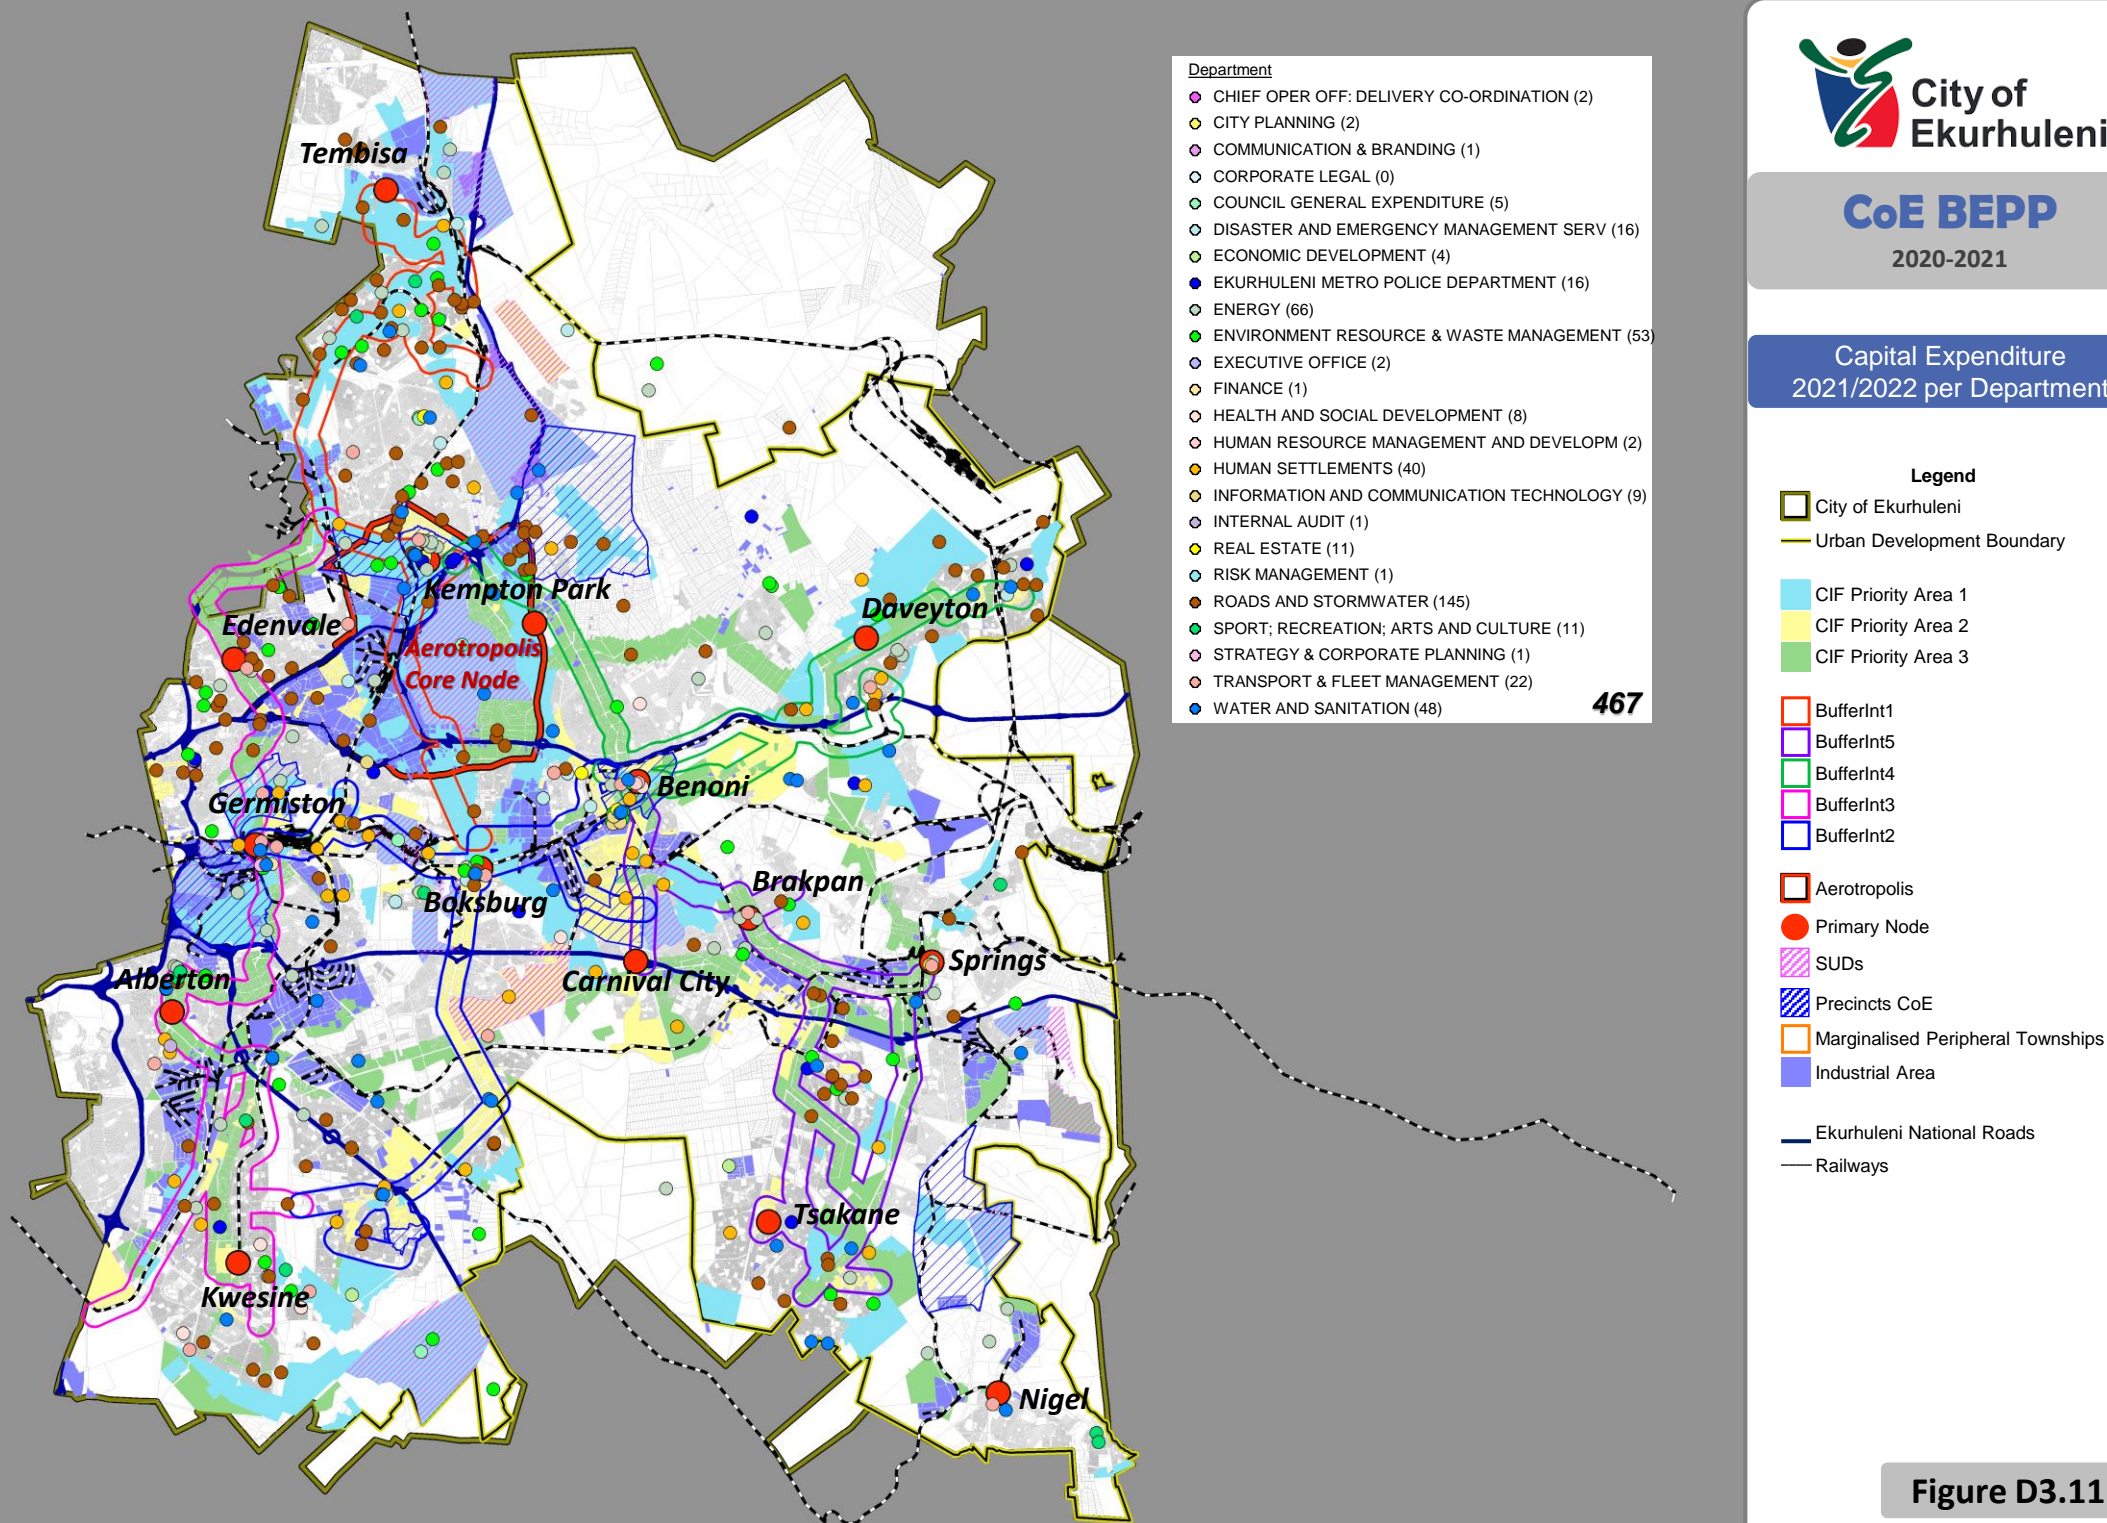 Tembisa
Kempton Park
Edenvale
Aerotropolis
Core Node
Daveyton
Benoni
Germiston
Boksburg
Brakpan
Springs
Carnival City
Alberton
Tsakane
Kwesine
Nigel
Department
CHIEF OPER OFF: DELIVERY CO-ORDINATION (2)
CITY PLANNING (2)
COMMUNICATION & BRANDING (1)
CORPORATE LEGAL (0)
COUNCIL GENERAL EXPENDITURE (5)
DISASTER AND EMERGENCY MANAGEMENT SERV (16)
ECONOMIC DEVELOPMENT (4)
EKURHULENI METRO POLICE DEPARTMENT (16)
ENERGY (66)
ENVIRONMENT RESOURCE & WASTE MANAGEMENT (53)
EXECUTIVE OFFICE (2)
FINANCE (1)
HEALTH AND SOCIAL DEVELOPMENT (8)
HUMAN RESOURCE MANAGEMENT AND DEVELOPM (2)
HUMAN SETTLEMENTS (40)
INFORMATION AND COMMUNICATION TECHNOLOGY (9)
INTERNAL AUDIT (1)
REAL ESTATE (11)
RISK MANAGEMENT (1)
ROADS AND STORMWATER (145)
SPORT; RECREATION; ARTS AND CULTURE (11)
STRATEGY & CORPORATE PLANNING (1)
TRANSPORT & FLEET MANAGEMENT (22)
WATER AND SANITATION (48)
467
City of
Ekurhuleni
CoE BEPP
2020-2021
Capital Expenditure
2021/2022 per Department
Legend
City of Ekurhuleni
Urban Development Boundary
CIF Priority Area 1
CIF Priority Area 2
CIF Priority Area 3
BufferInt1
BufferInt5
BufferInt4
BufferInt3
BufferInt2
Aerotropolis
Primary Node
SUDs
Precincts CoE
Marginalised Peripheral Townships
Industrial Area
Ekurhuleni National Roads
Railways
Figure D3.11